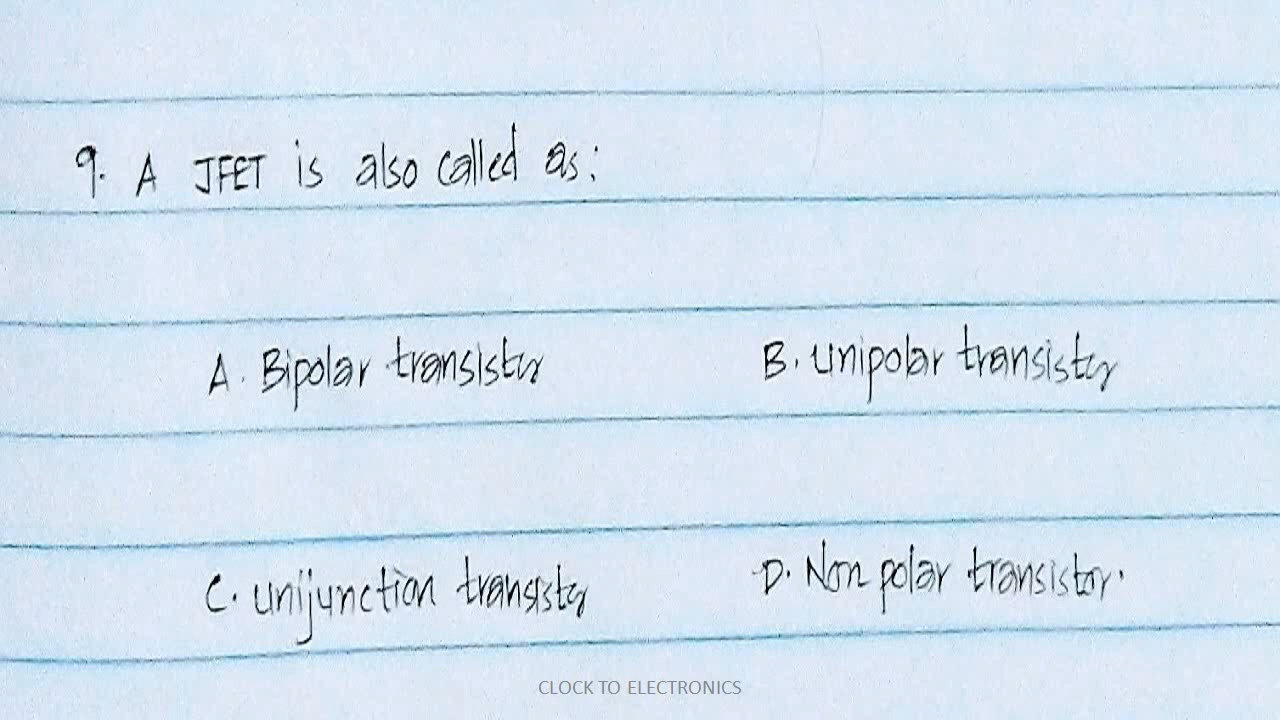 9. A JFET is also called as:
A. Bipolar transistor
B. unipolar transistor
C. unijunction transistor
D. Non polar transistor.
CLOCK TO ELECTRONICS